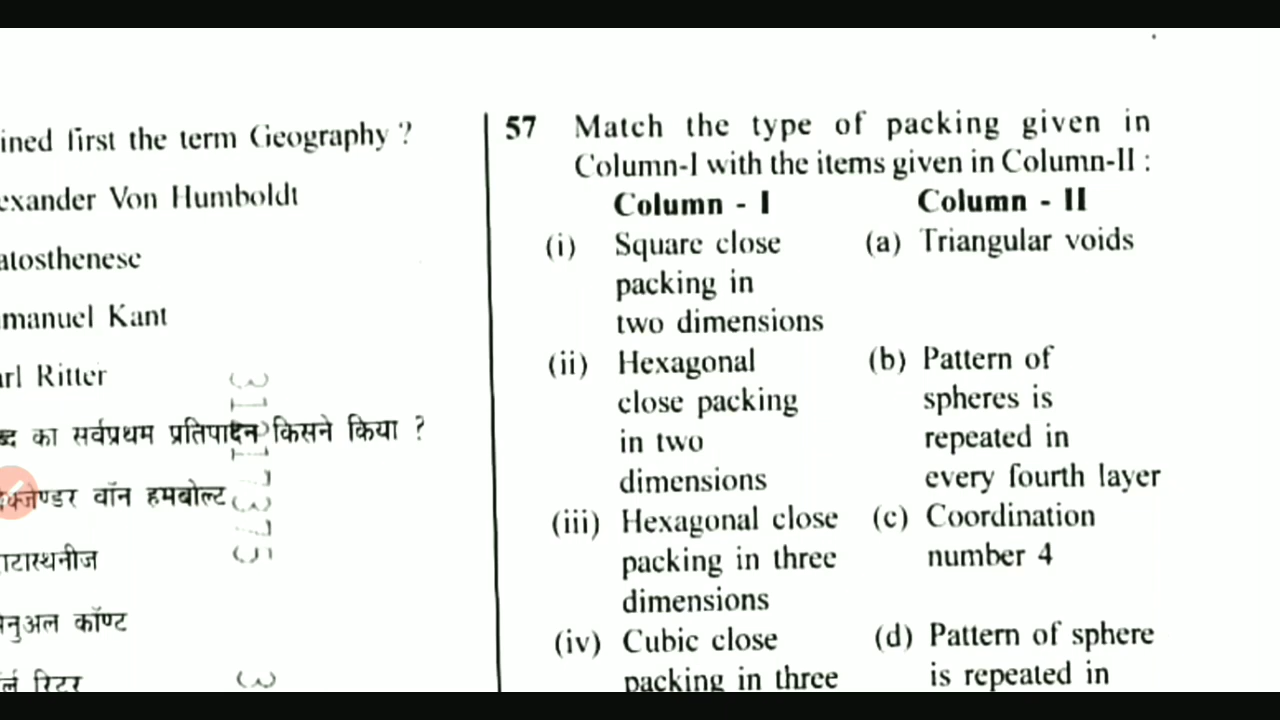 ined first the term Geography ?
exander Von Humboldt
atosthenese
manuel Kant
arl Ritter
ब्द का सर्वप्रथम प्रतिपादन किसने किया ?
क्जेण्डर वॉन हमबोल्ट
टास्थनीज
नुअल कॉण्ट
र्ल रिटर
57 Match the type of packing given in
Column-I with the items given in Column-II :
Column - I Column - II
(i) Square close (a) Triangular voids
packing in
two dimensions
(ii) Hexagonal (b) Pattern of
close packing spheres is
in two repeated in
dimensions every fourth layer
(iii) Hexagonal close (c) Coordination
packing in three number 4
dimensions
(iv) Cubic close (d) Pattern of sphere
packing in three is repeated in